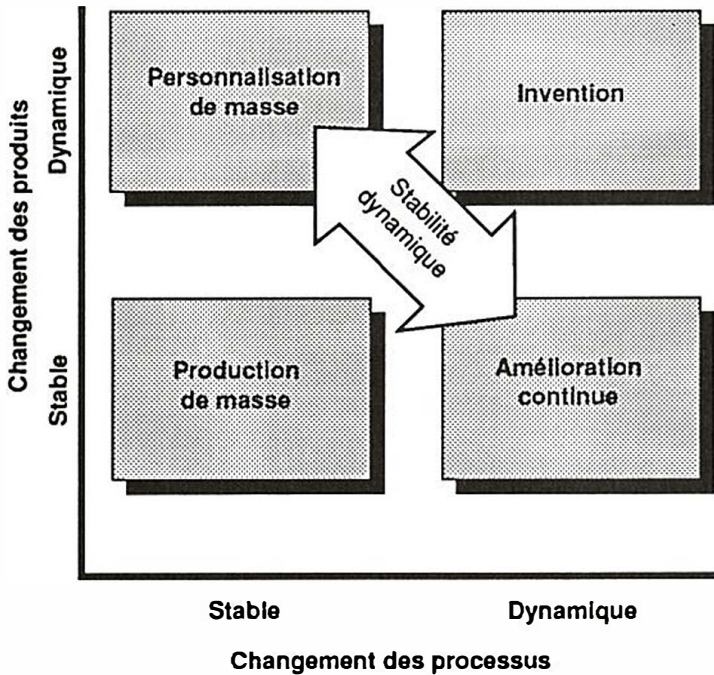 Changement des produits
Dynamique
Stable
Personnalisation
de masse
Invention
Stabilité
dynamique
Production
de masse
Amélioration
continue
Stable
Dynamique
Changement des processus